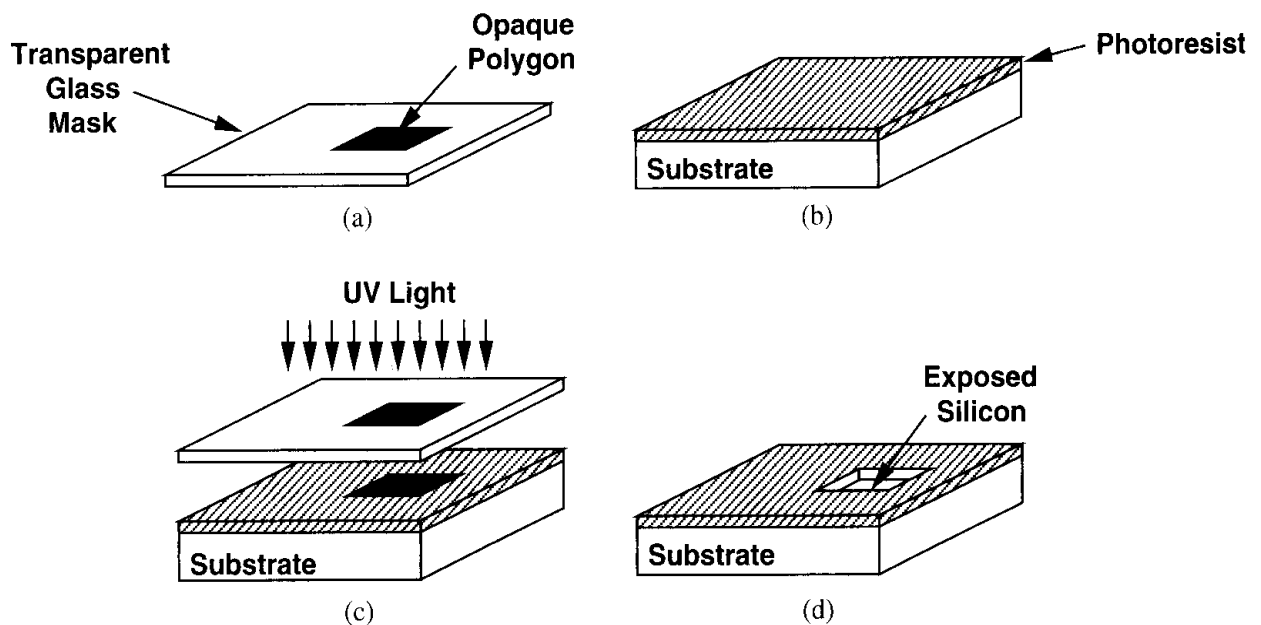 Transparent
Glass
Mask
Opaque
Polygon
(a)
Photoresist
Substrate
(b)
UV Light
Substrate
(c)
Exposed
Silicon
Substrate
(d)